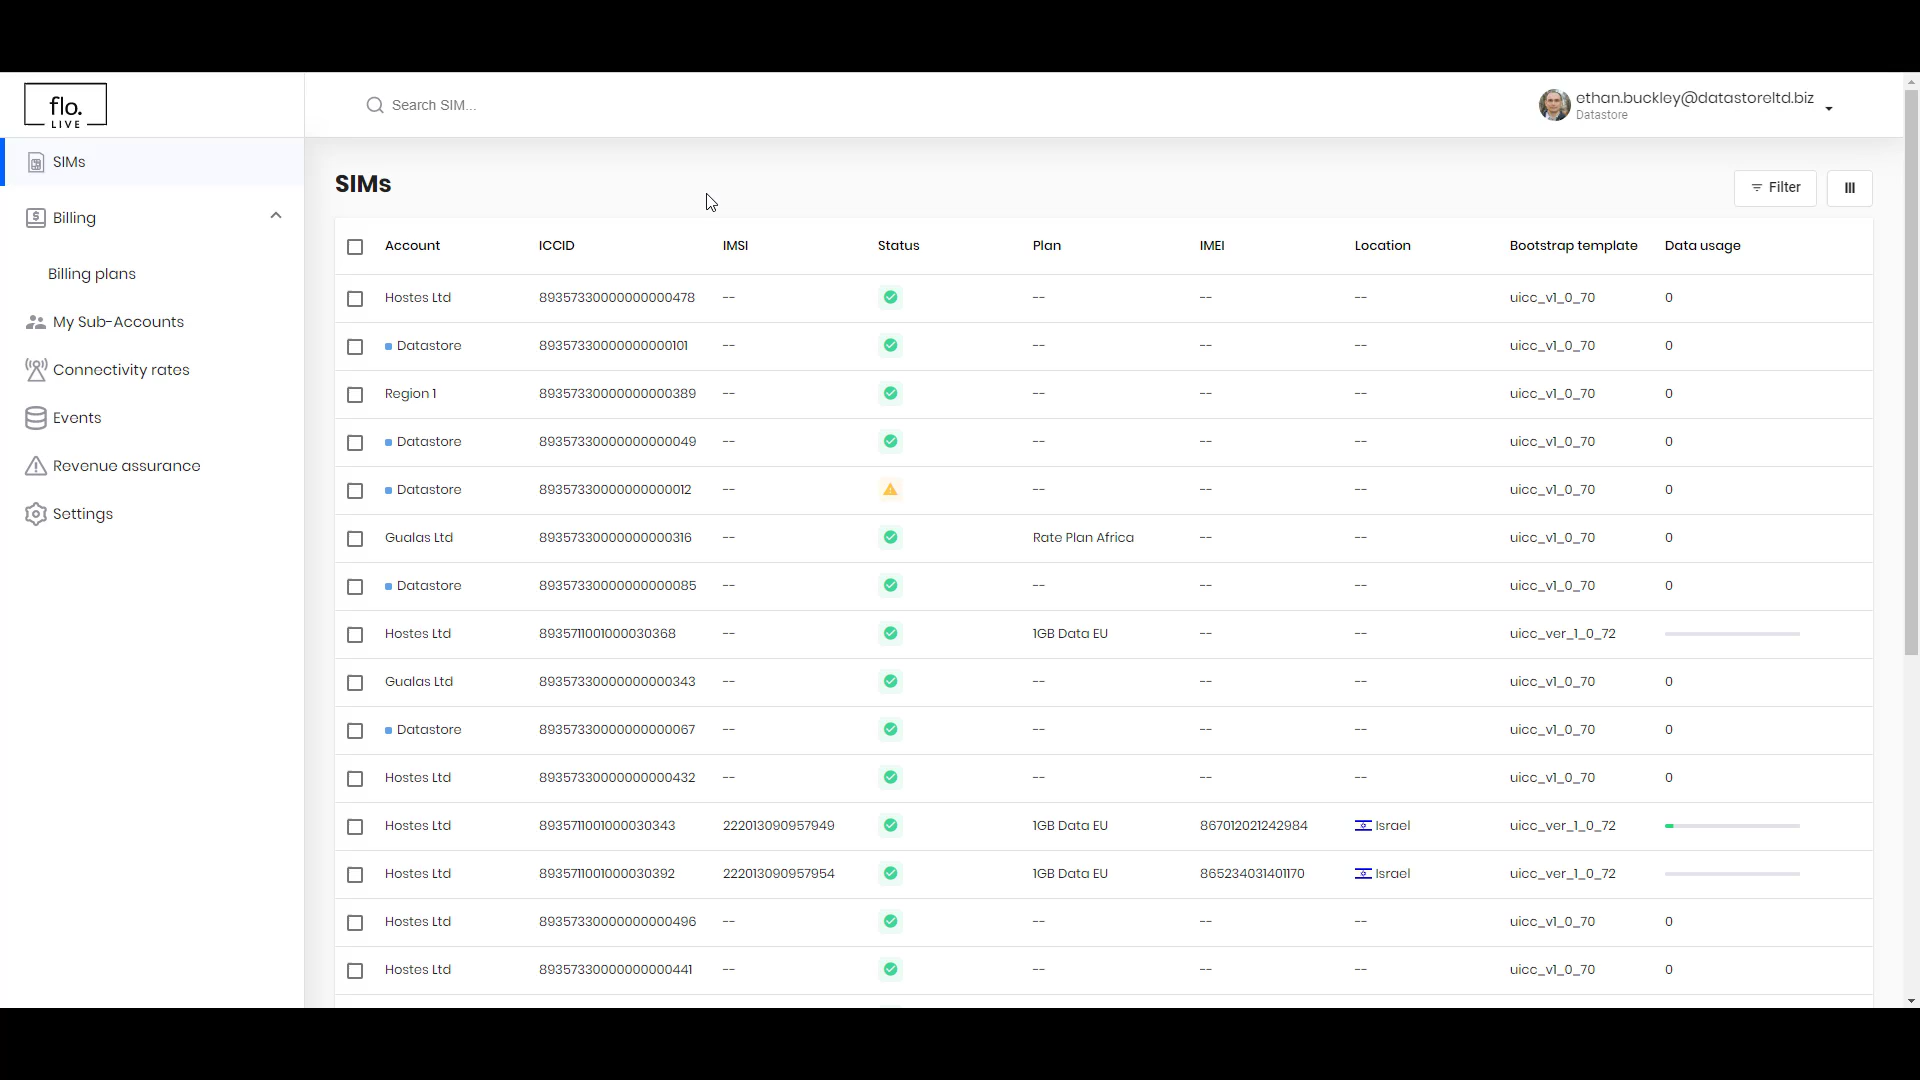 flo.
LIVE
Search SIM...
ethan.buckley@datastoreltd.biz
Datastore
SIMs
Billing
Billing plans
My Sub-Accounts
Connectivity rates
Events
Revenue assurance
Settings
SIMs
Filter
Account ICCID IMSI Status Plan IMEI Location Bootstrap template Data usage
Hostes Ltd 89357330000000000478 -- -- -- -- uicc_v1_0_70 0
Datastore 89357330000000000101 -- -- -- -- uicc_v1_0_70 0
Region 1 89357330000000000389 -- -- -- -- uicc_v1_0_70 0
Datastore 89357330000000000049 -- -- -- -- uicc_v1_0_70 0
Datastore 89357330000000000012 -- -- -- -- uicc_v1_0_70 0
Gualas Ltd 89357330000000000316 -- Rate Plan Africa -- -- uicc_v1_0_70 0
Datastore 89357330000000000085 -- -- -- -- uicc_v1_0_70 0
Hostes Ltd 8935711001000030368 -- 1GB Data EU -- -- uicc_ver_1_0_72
Gualas Ltd 89357330000000000343 -- -- -- -- uicc_v1_0_70 0
Datastore 89357330000000000067 -- -- -- -- uicc_v1_0_70 0
Hostes Ltd 89357330000000000432 -- -- -- -- uicc_v1_0_70 0
Hostes Ltd 8935711001000030343 222013090957949 1GB Data EU 867012021242984 Israel uicc_ver_1_0_72
Hostes Ltd 8935711001000030392 222013090957954 1GB Data EU 865234031401170 Israel uicc_ver_1_0_72
Hostes Ltd 89357330000000000496 -- -- -- -- uicc_v1_0_70 0
Hostes Ltd 89357330000000000441 -- -- -- -- uicc_v1_0_70 0